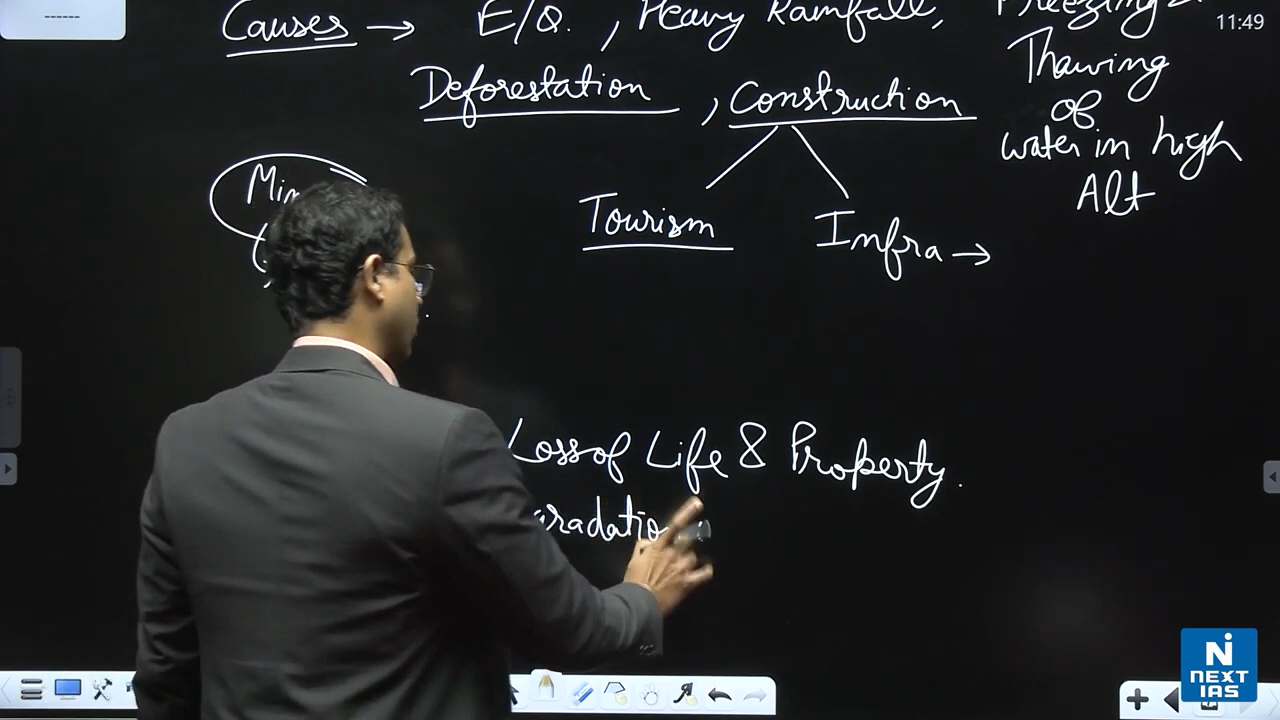 11:49
Causes → E/Q. , Heavy Rainfall,
Thawing
of
water in high
Alt
Deforestation , Construction
Tourism Infra →
Loss of Life & Property.
NEXT
IAS